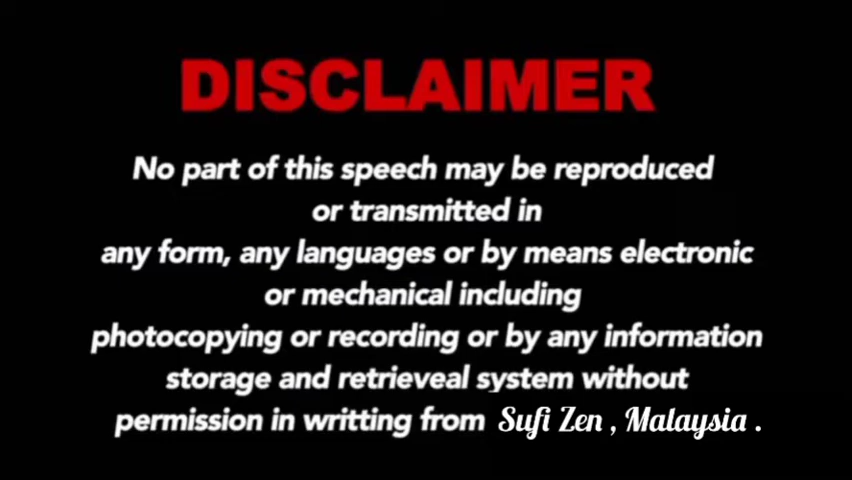 DISCLAIMER
No part of this speech may be reproduced
or transmitted in
any form, any languages or by means electronic
or mechanical including
photocopying or recording or by any information
storage and retrieveal system without
permission in writting from Sufi Zen , Malaysia .